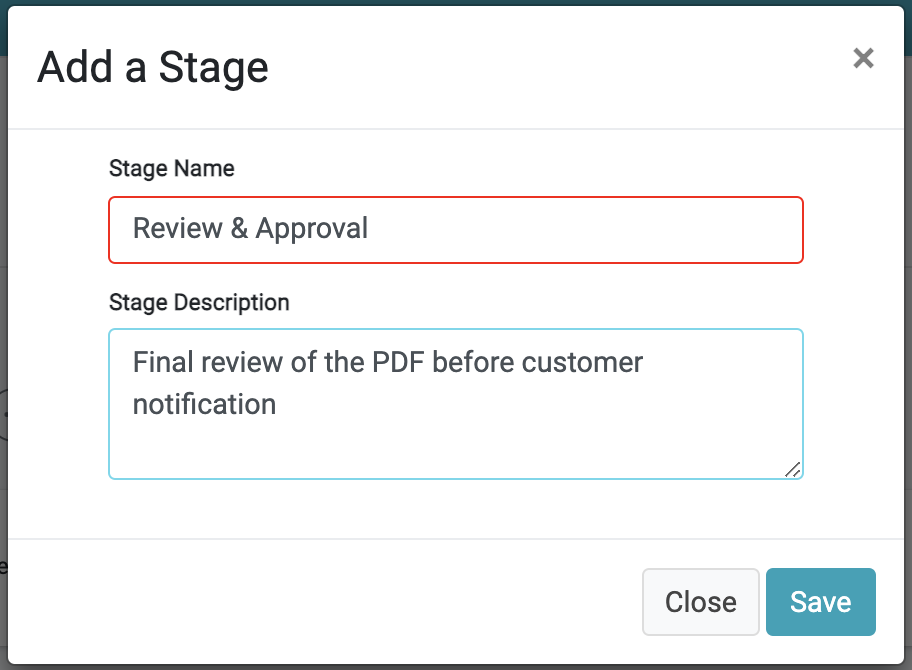 Add a Stage
×
Stage Name
Review & Approval
Stage Description
Final review of the PDF before customer
notification
Close
Save